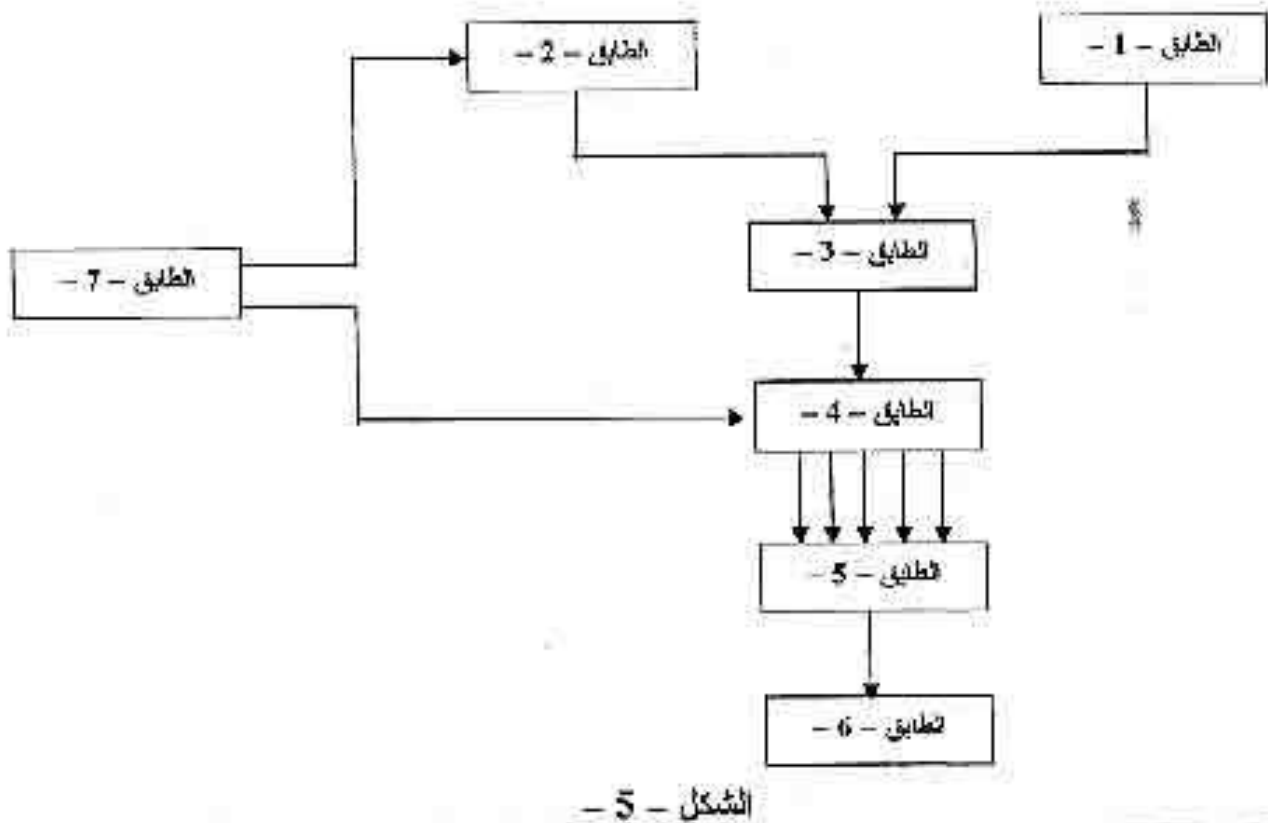 الطابق – 1 –
الطابق – 2 –
الطابق – 3 –
الطابق – 7 –
الطابق – 4 –
الطابق – 5 –
الطابق – 6 –
الشكل – 5 –